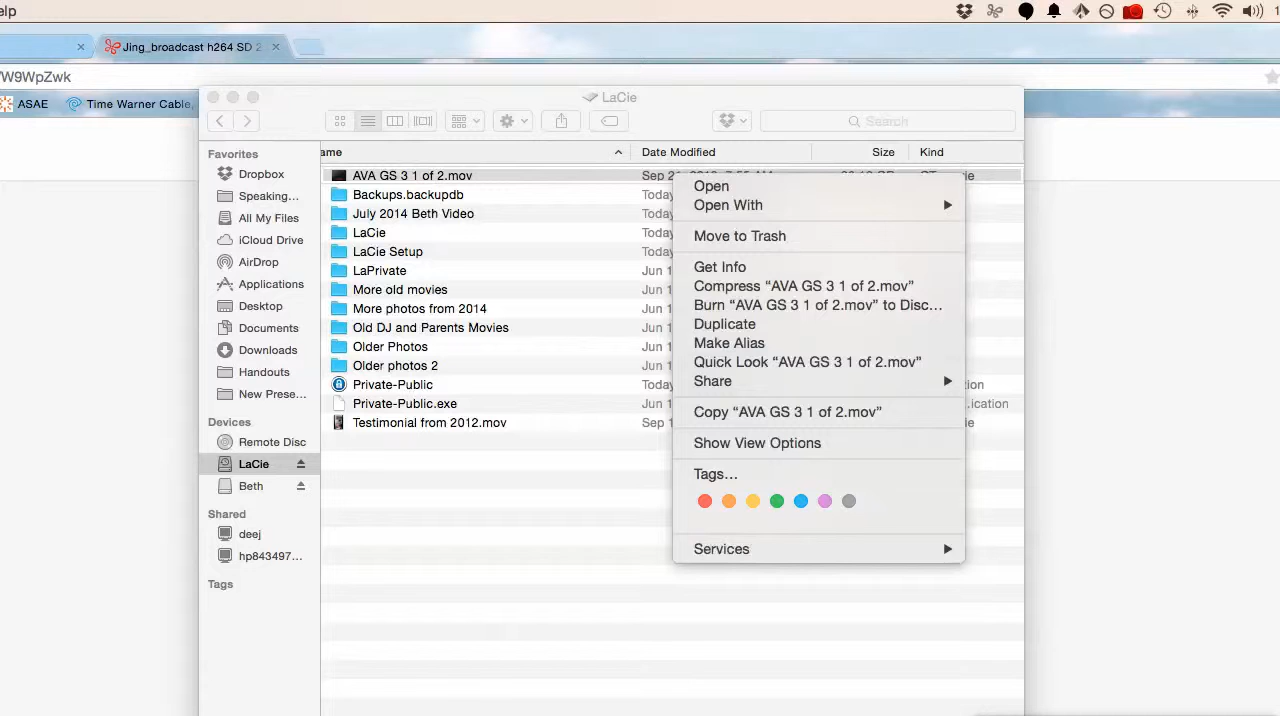 elp
Jing_broadcast h264 SD 2
/W9WpZwk
ASAE
Time Warner Cable,
LaCie
Search
Favorites
Dropbox
Speaking...
All My Files
iCloud Drive
AirDrop
Applications
Desktop
Documents
Downloads
Handouts
New Prese...
Devices
Remote Disc
LaCie
Beth
Shared
deej
hp843497...
Tags
ame
Date Modified
Size
Kind
AVA GS 3 1 of 2.mov
Backups.backupdb
Today
July 2014 Beth Video
Today
LaCie
Today
LaCie Setup
Today
LaPrivate
Jun 1
More old movies
Jun 1
More photos from 2014
Jun 1
Old DJ and Parents Movies
Jun 1
Older Photos
Jun 1
Older photos 2
Jun 1
Private-Public
Today
tion
Private-Public.exe
Jun 1
..ication
Testimonial from 2012.mov
Sep 1
Open
Open With
Move to Trash
Get Info
Compress “AVA GS 3 1 of 2.mov”
Burn “AVA GS 3 1 of 2.mov” to Disc...
Duplicate
Make Alias
Quick Look “AVA GS 3 1 of 2.mov”
Share
Copy “AVA GS 3 1 of 2.mov”
Show View Options
Tags...
Services